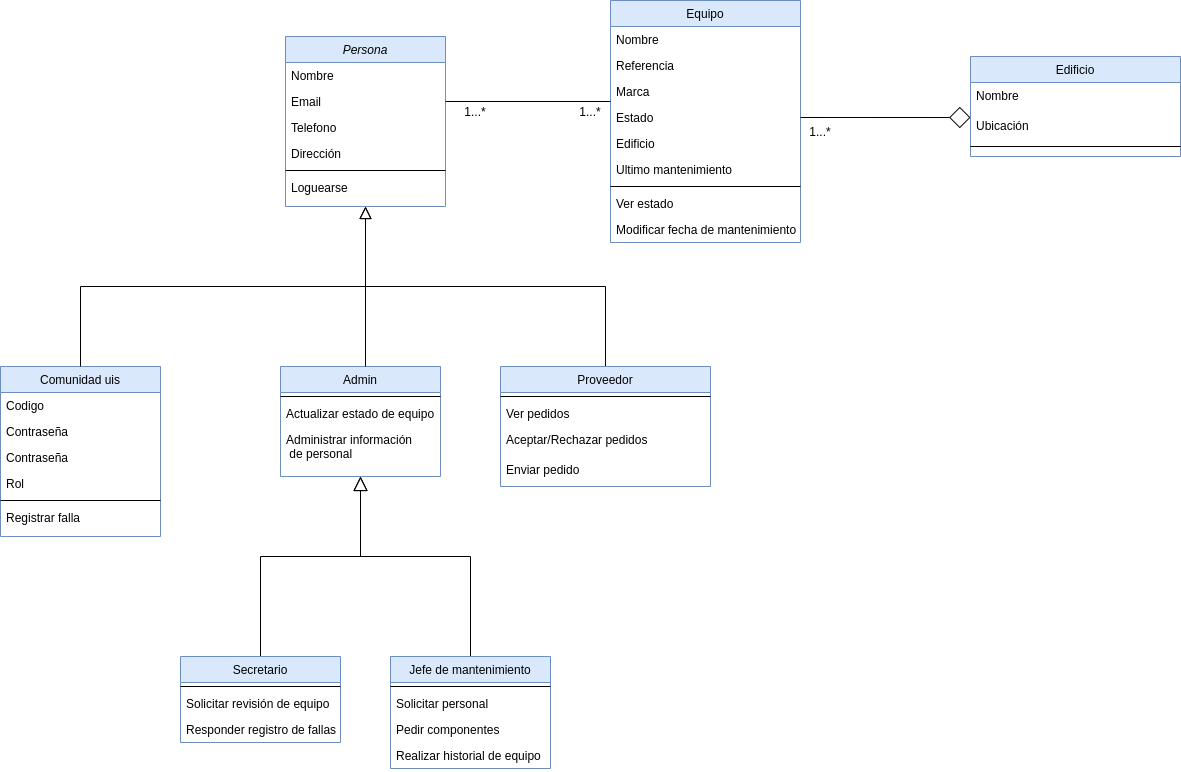 Persona
Nombre
Email
Telefono
Dirección
Loguearse
1...*
1...*
Equipo
Nombre
Referencia
Marca
Estado
Edificio
Ultimo mantenimiento
Ver estado
Modificar fecha de mantenimiento
1...*
Edificio
Nombre
Ubicación
Comunidad uis
Codigo
Contraseña
Contraseña
Rol
Registrar falla
Admin
Actualizar estado de equipo
Administrar información
de personal
Proveedor
Ver pedidos
Aceptar/Rechazar pedidos
Enviar pedido
Secretario
Solicitar revisión de equipo
Responder registro de fallas
Jefe de mantenimiento
Solicitar personal
Pedir componentes
Realizar historial de equipo